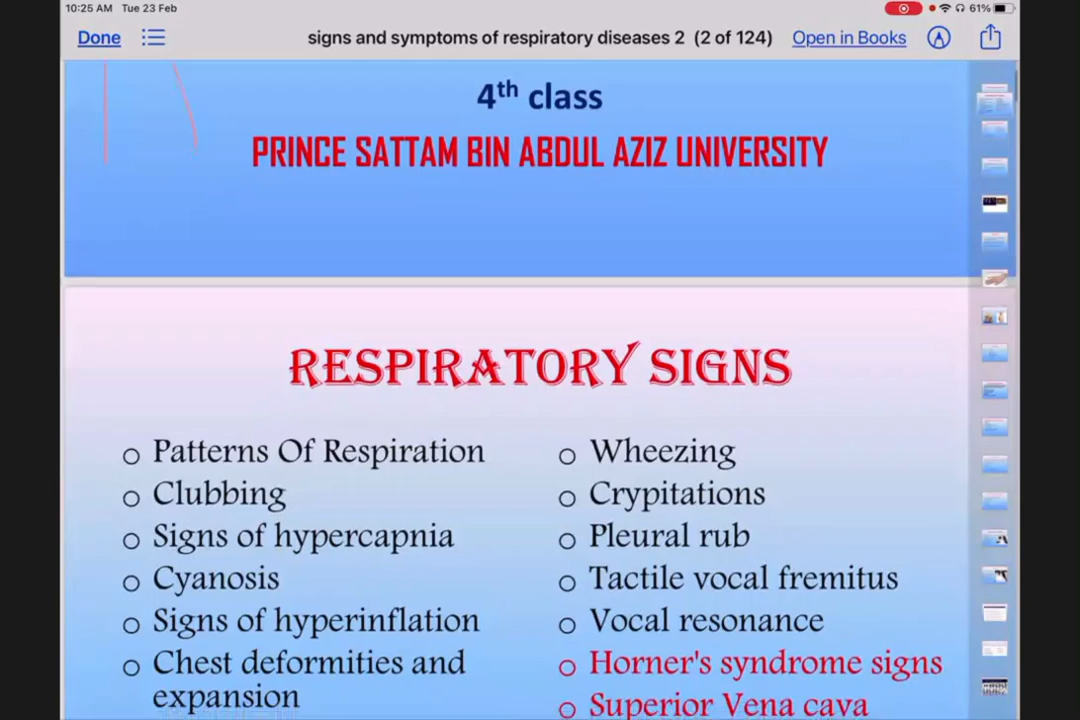 10:25 AM Tue 23 Feb
61%
Done
signs and symptoms of respiratory diseases 2 (2 of 124)
Open in Books
4th class
PRINCE SATTAM BIN ABDUL AZIZ UNIVERSITY
RESPIRATORY SIGNS
Patterns Of Respiration
Clubbing
Signs of hypercapnia
Cyanosis
Signs of hyperinflation
Chest deformities and
expansion
Wheezing
Crypitations
Pleural rub
Tactile vocal fremitus
Vocal resonance
Horner's syndrome signs
Superior Vena cava